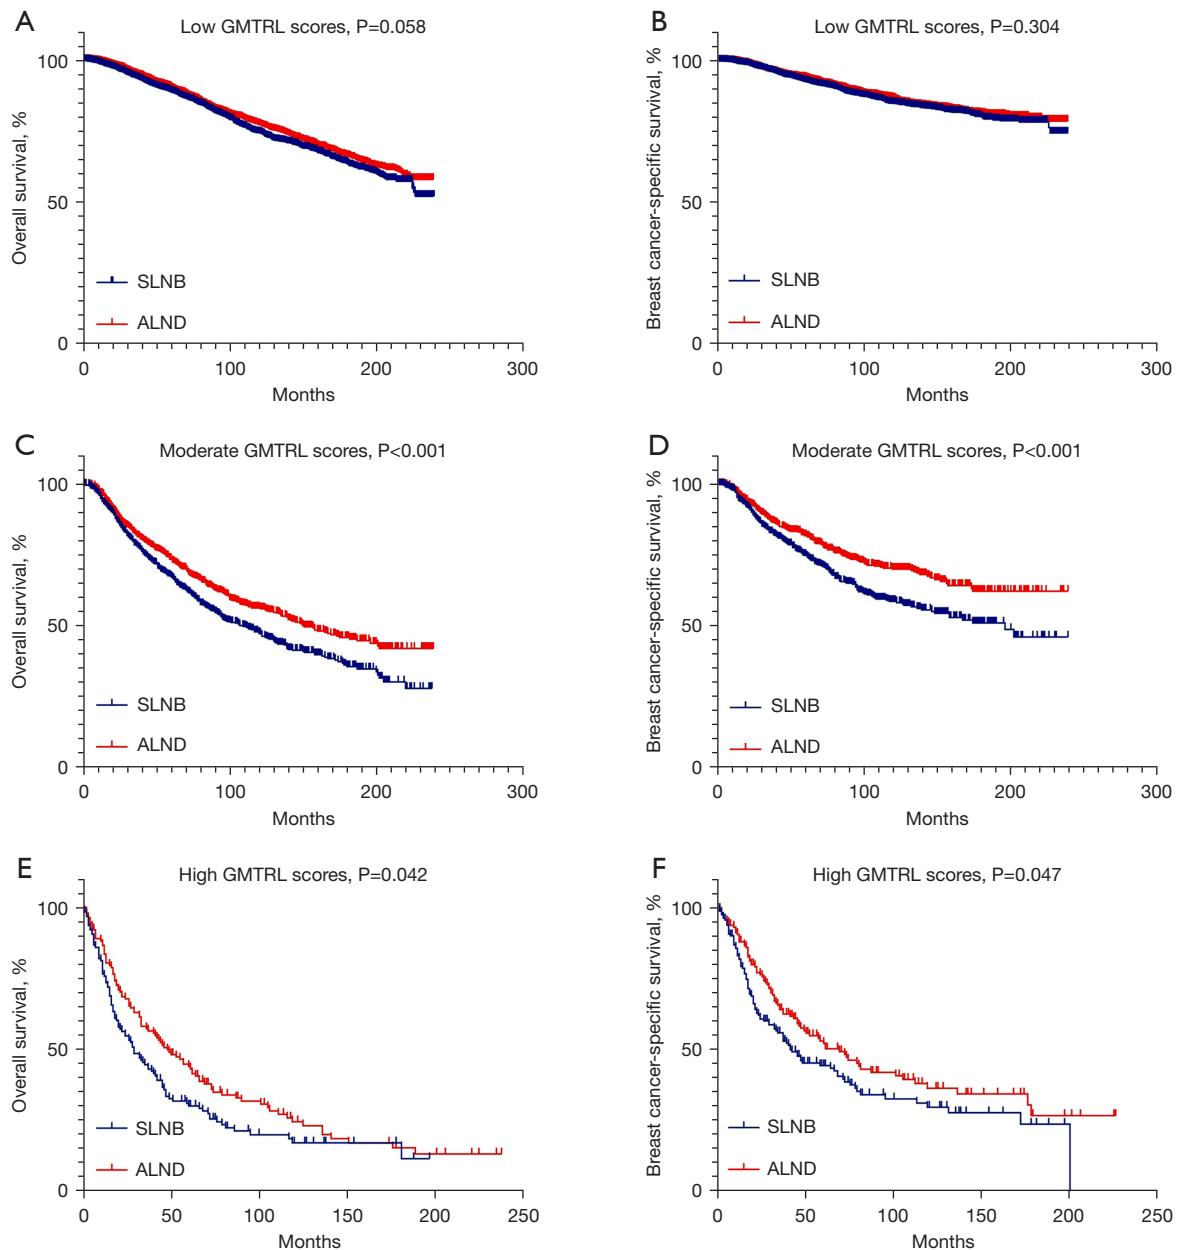 A
Low GMTRL scores, P=0.058
Overall survival, %
100
50
0
SLNB
ALND
0 100 200 300
Months
B
Low GMTRL scores, P=0.304
Breast cancer-specific survival, %
100
50
0
SLNB
ALND
0 100 200 300
Months
C
Moderate GMTRL scores, P<0.001
Overall survival, %
100
50
0
SLNB
ALND
0 100 200 300
Months
D
Moderate GMTRL scores, P<0.001
Breast cancer-specific survival, %
100
50
0
SLNB
ALND
0 100 200 300
Months
E
High GMTRL scores, P=0.042
Overall survival, %
100
50
0
SLNB
ALND
0 50 100 150 200 250
Months
F
High GMTRL scores, P=0.047
Breast cancer-specific survival, %
100
50
0
SLNB
ALND
0 50 100 150 200 250
Months